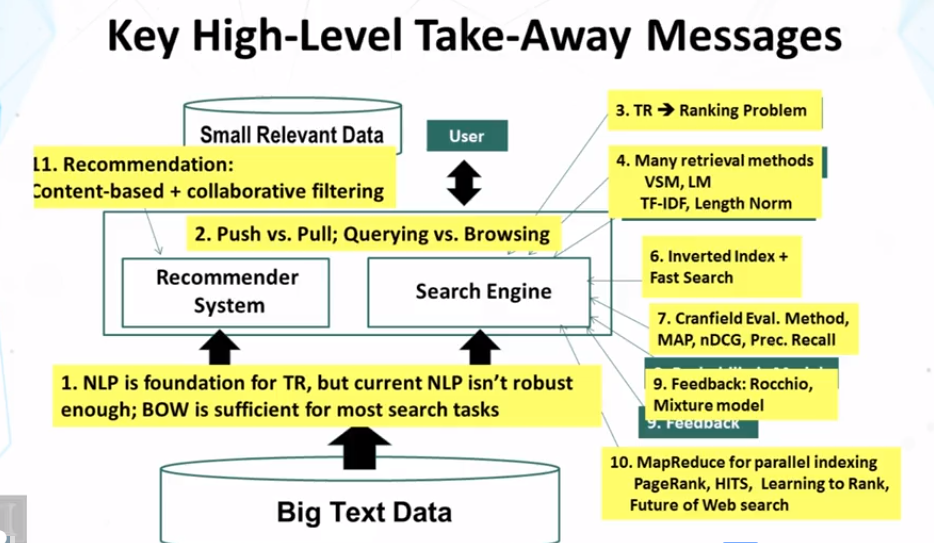 Key High-Level Take-Away Messages
Small Relevant Data
User
11. Recommendation:
Content-based + collaborative filtering
3. TR ➔ Ranking Problem
4. Many retrieval methods
VSM, LM
TF-IDF, Length Norm
2. Push vs. Pull; Querying vs. Browsing
Recommender
System
Search Engine
6. Inverted Index +
Fast Search
7. Cranfield Eval. Method,
MAP, nDCG, Prec. Recall
9. Feedback: Rocchio,
Mixture model
9. Feedback
1. NLP is foundation for TR, but current NLP isn't robust
enough; BOW is sufficient for most search tasks
10. MapReduce for parallel indexing
PageRank, HITS, Learning to Rank,
Future of Web search
Big Text Data